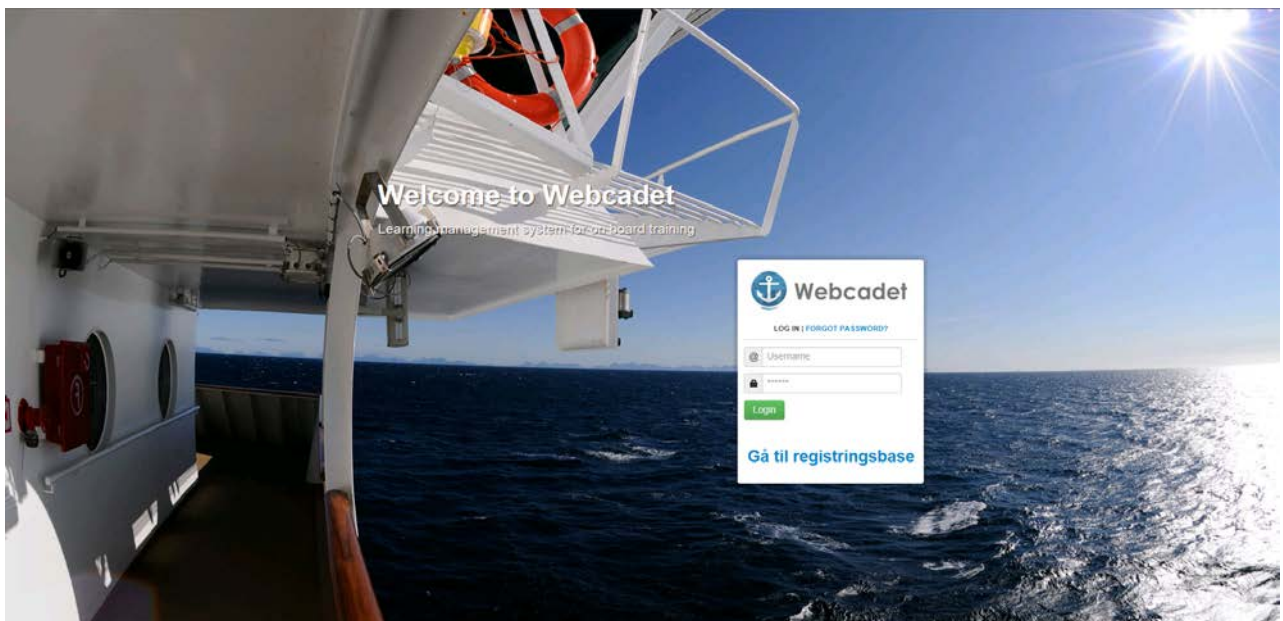 Welcome to Webcadet
Learning management system for on board training
Webcadet
LOG IN | FORGOT PASSWORD?
@ Username
******
Login
Gå til registringsbase